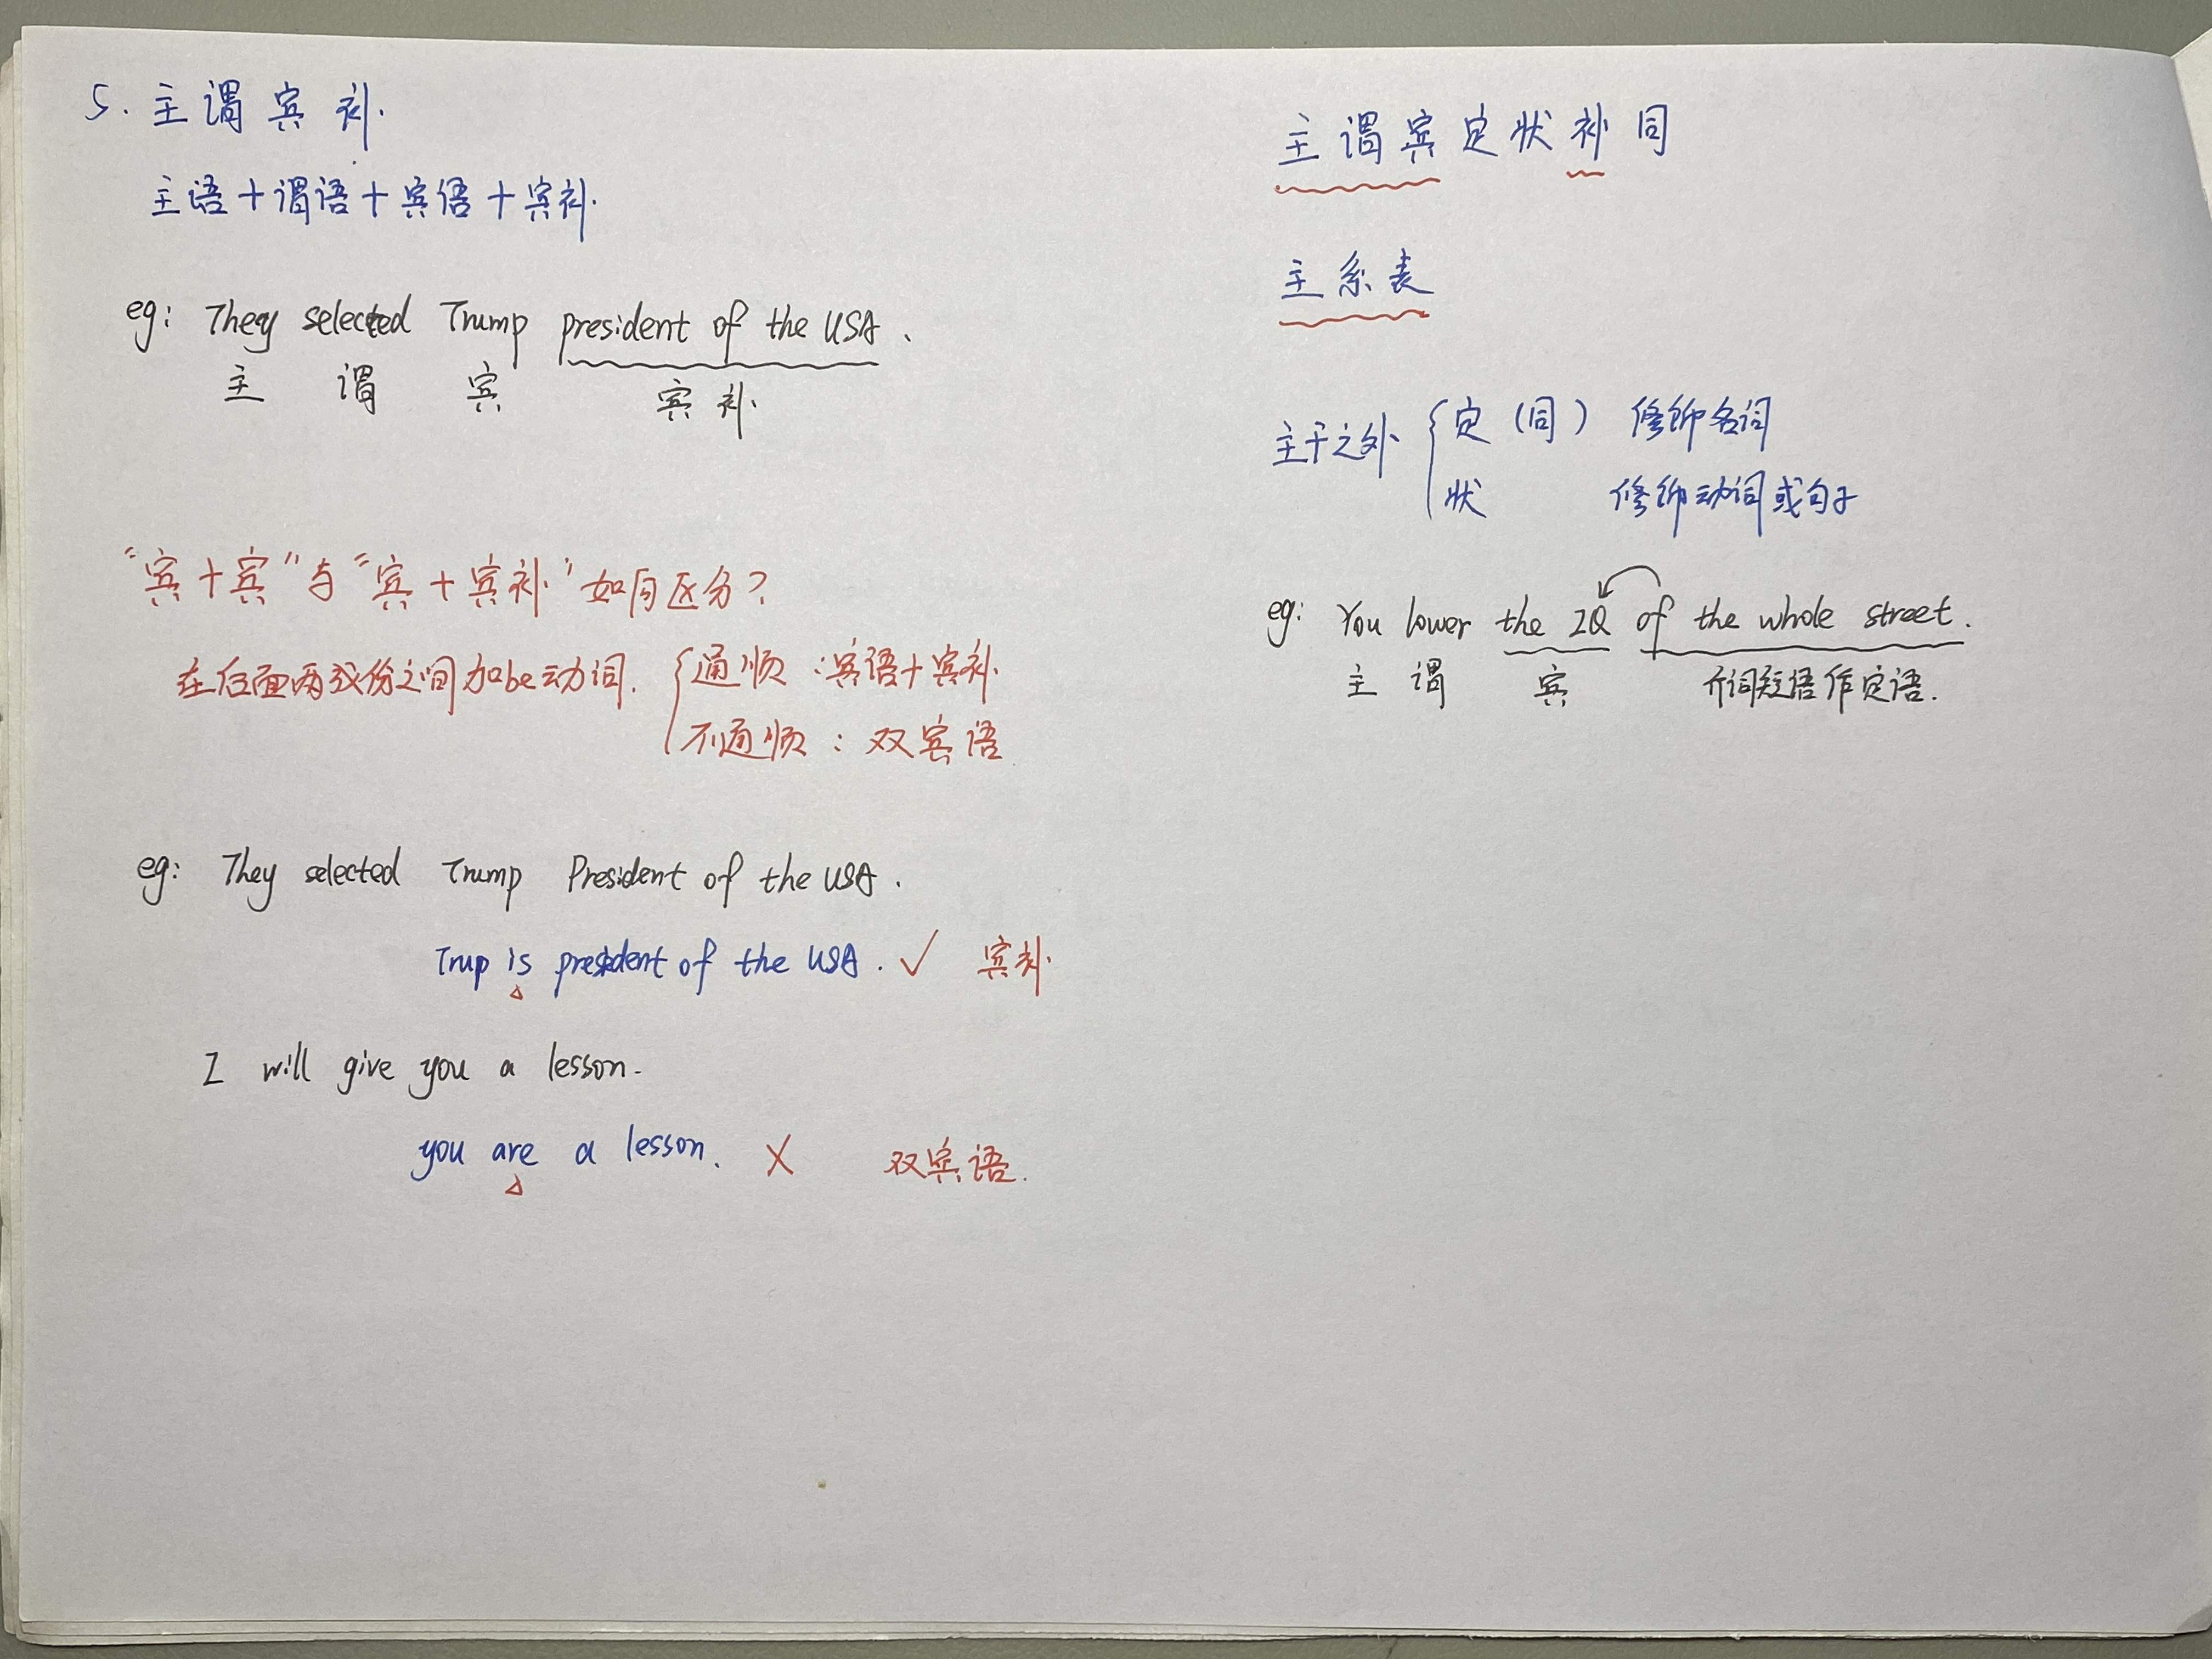 5. 主谓宾补.
主语+谓语+宾语+宾补.
eg: They selected Trump president of the USA.
主 谓 宾 宾补.
"宾+宾"与"宾+宾补"如何区分?
在后面两成份之间加be动词. 通顺:宾语+宾补.
不通顺:双宾语
eg: They selected Trump President of the USA.
Trup is president of the USA. ✓ 宾补.
I will give you a lesson.
you are a lesson. X 双宾语.
主谓宾定状补同
主系表
主干之外 定(同) 修饰名词
状 修饰动词或句子
eg: You lower the IQ of the whole street.
主 谓 宾 介词短语作定语.